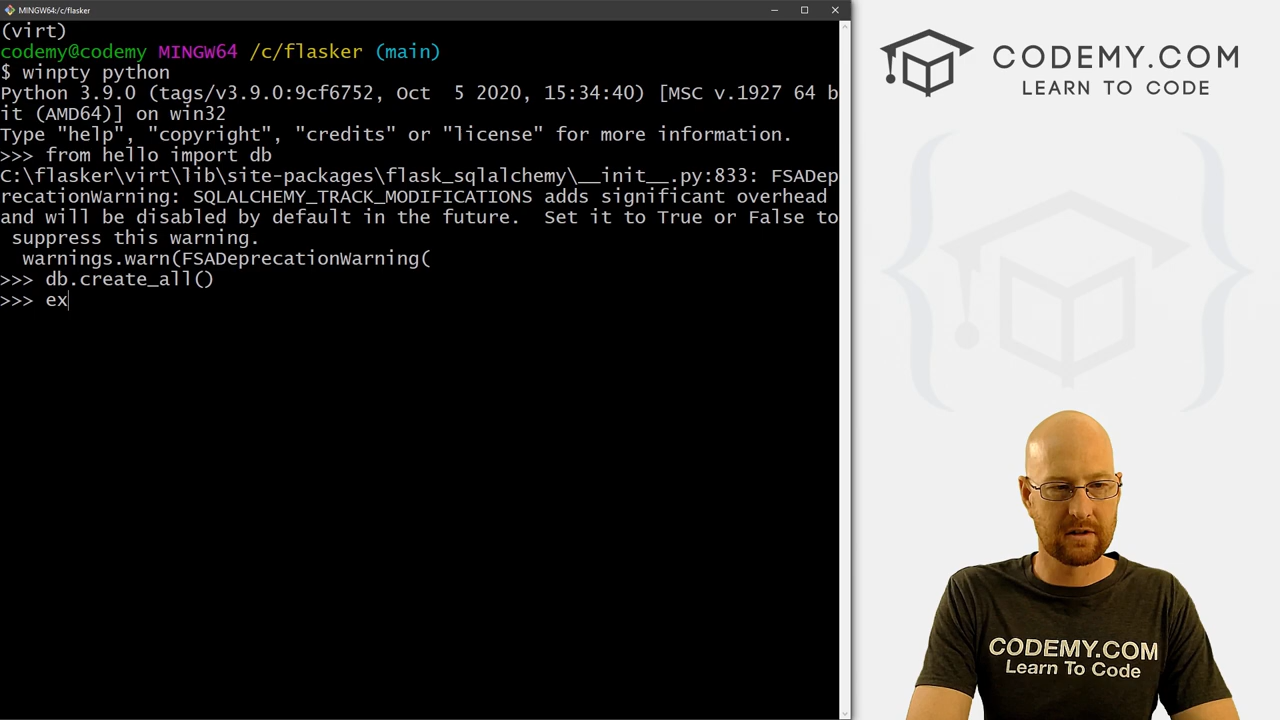 MINGW64:/c/flasker
(virt)
codemy@codemy MINGW64 /c/flasker (main)
$ winpty python
Python 3.9.0 (tags/v3.9.0:9cf6752, Oct  5 2020, 15:34:40) [MSC v.1927 64 b
it (AMD64)] on win32
Type "help", "copyright", "credits" or "license" for more information.
>>> from hello import db
C:\flasker\virt\lib\site-packages\flask_sqlalchemy\__init__.py:833: FSADep
recationWarning: SQLALCHEMY_TRACK_MODIFICATIONS adds significant overhead
and will be disabled by default in the future.  Set it to True or False to
 suppress this warning.
  warnings.warn(FSADeprecationWarning(
>>> db.create_all()
>>> ex
CODEMY.COM
LEARN TO CODE
CODEMY.COM
Learn To Code